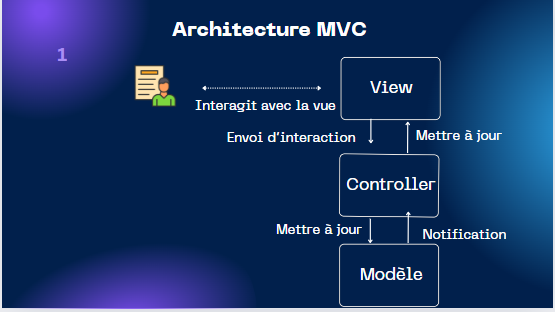 Architecture MVC
1
View
Interagit avec la vue
Envoi d'interaction
Mettre à jour
Controller
Mettre à jour
Notification
Modèle